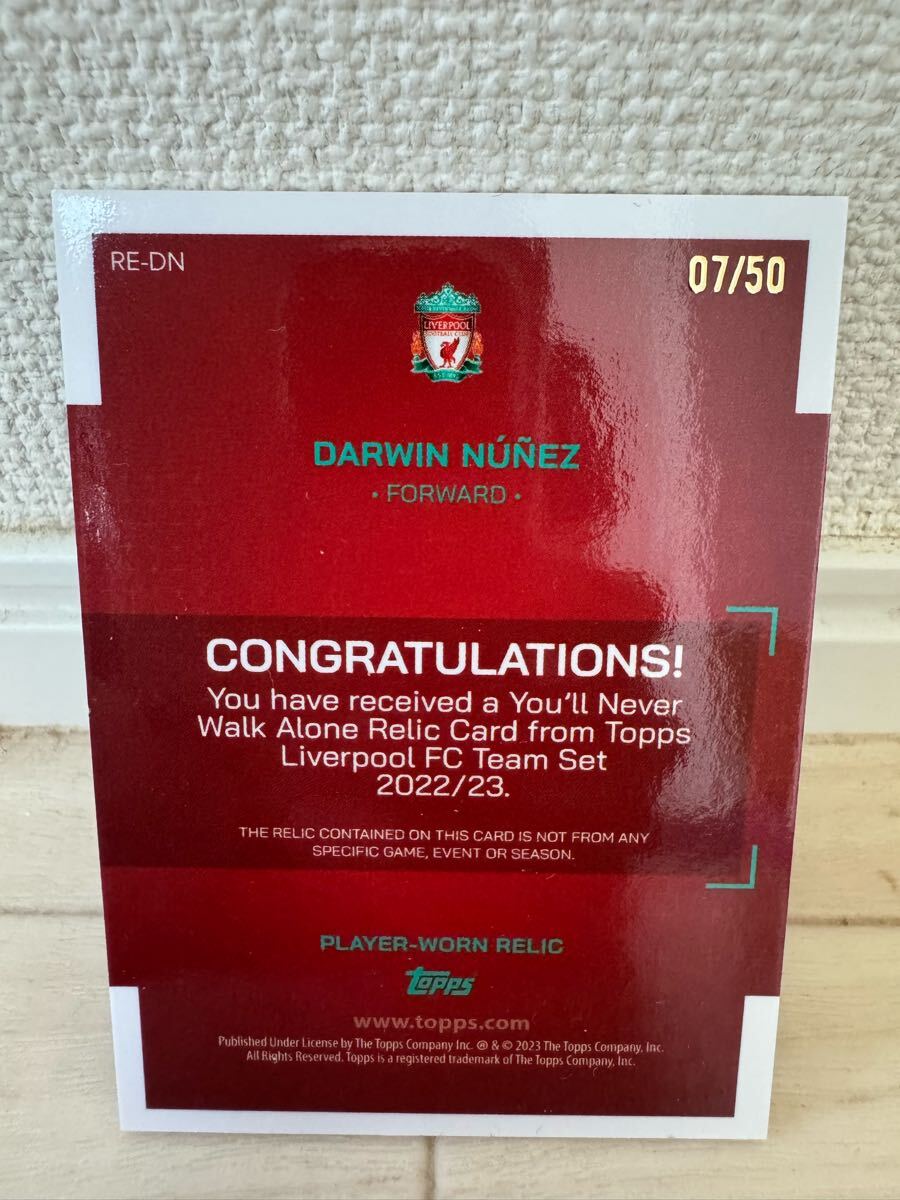 RE-DN
07/50
LIVERPOOL
FOOTBALL CLUB
DARWIN NÚÑEZ
• FORWARD •
CONGRATULATIONS!
You have received a You'll Never
Walk Alone Relic Card from Topps
Liverpool FC Team Set
2022/23.
THE RELIC CONTAINED ON THIS CARD IS NOT FROM ANY
SPECIFIC GAME, EVENT OR SEASON.
PLAYER-WORN RELIC
topps
www.topps.com
Published Under License by The Topps Company Inc. ® & © 2023 The Topps Company, Inc.
All Rights Reserved. Topps is a registered trademark of The Topps Company, Inc.